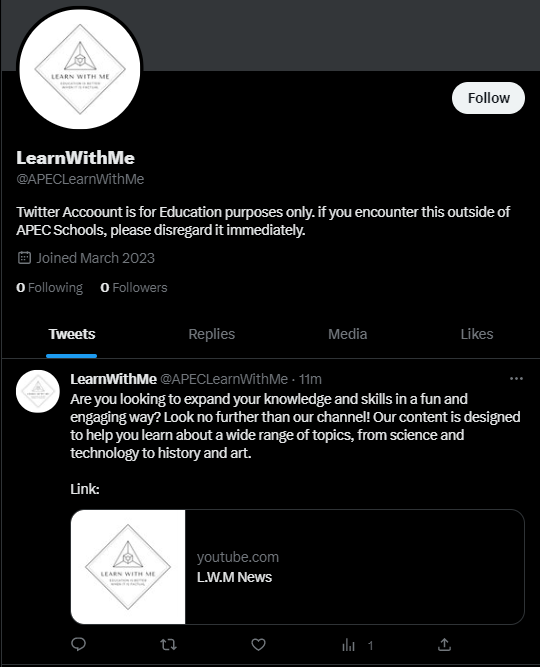 LEARN WITH ME
EDUCATION IS BETTER
WHEN IT IS FACTUAL
Follow
LearnWithMe
@APECLearnWithMe
Twitter Accoount is for Education purposes only. if you encounter this outside of
APEC Schools, please disregard it immediately.
Joined March 2023
0 Following 0 Followers
Tweets Replies Media Likes
LearnWithMe @APECLearnWithMe · 11m
Are you looking to expand your knowledge and skills in a fun and
engaging way? Look no further than our channel! Our content is designed
to help you learn about a wide range of topics, from science and
technology to history and art.
Link:
LEARN WITH ME
EDUCATION IS BETTER
WHEN IT IS FACTUAL
youtube.com
L.W.M News
1